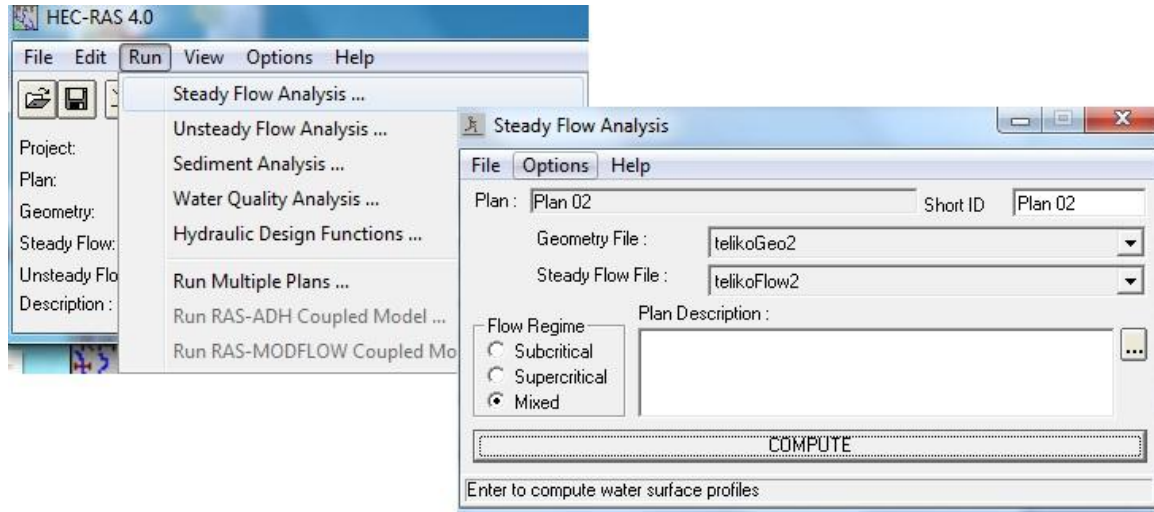 HEC-RAS 4.0
File Edit Run View Options Help
Project:
Plan:
Geometry:
Steady Flow:
Unsteady Flo
Description :
Steady Flow Analysis ...
Unsteady Flow Analysis ...
Sediment Analysis ...
Water Quality Analysis ...
Hydraulic Design Functions ...
Run Multiple Plans ...
Run RAS-ADH Coupled Model ...
Run RAS-MODFLOW Coupled Mo
Steady Flow Analysis
File Options Help
Plan : Plan 02 Short ID Plan 02
Geometry File : telikoGeo2
Steady Flow File : telikoFlow2
Flow Regime
Subcritical
Supercritical
Mixed
Plan Description :
...
COMPUTE
Enter to compute water surface profiles